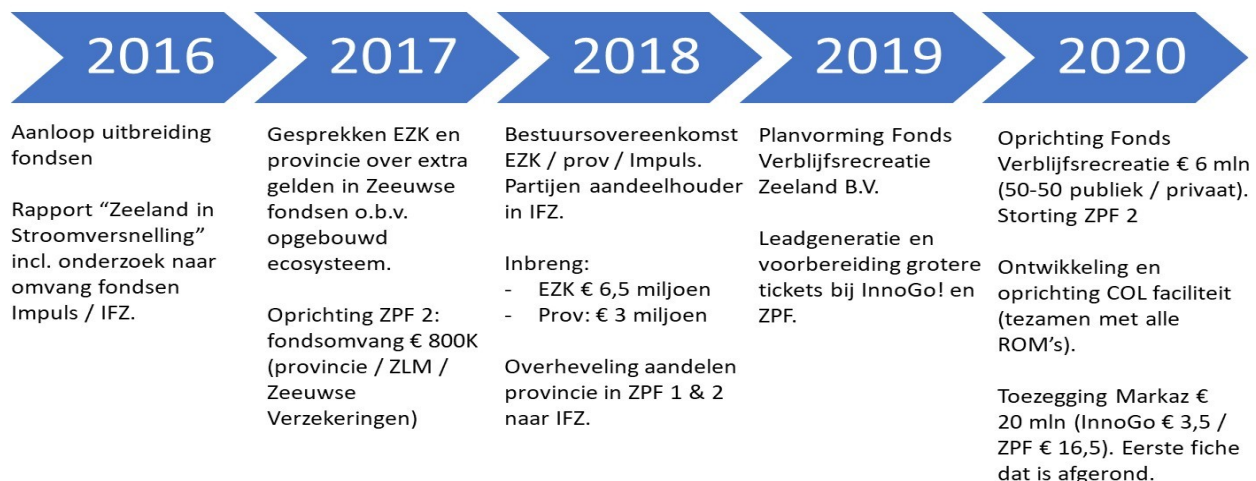 2016
2017
2018
2019
2020
Aanloop uitbreiding
fondsen
Rapport “Zeeland in
Stroomversnelling”
incl. onderzoek naar
omvang fondsen
Impuls / IFZ.
Gesprekken EZK en
provincie over extra
gelden in Zeeuwse
fondsen o.b.v.
opgebouwd
ecosysteem.
Oprichting ZPF 2:
fondsomvang € 800K
(provincie / ZLM /
Zeeuwse
Verzekeringen)
Bestuursovereenkomst
EZK / prov / Impuls.
Partijen aandeelhouder
in IFZ.
Inbreng:
- EZK € 6,5 miljoen
- Prov: € 3 miljoen
Overheveling aandelen
provincie in ZPF 1 & 2
naar IFZ.
Planvorming Fonds
Verblijfsrecreatie
Zeeland B.V.
Leadgeneratie en
voorbereiding grotere
tickets bij InnoGo! en
ZPF.
Oprichting Fonds
Verblijfsrecreatie € 6 mln
(50-50 publiek / privaat).
Storting ZPF 2
Ontwikkeling en
oprichting COL faciliteit
(tezamen met alle
ROM’s).
Toezegging Markaz €
20 mln (InnoGo € 3,5 /
ZPF € 16,5). Eerste fiche
dat is afgerond.